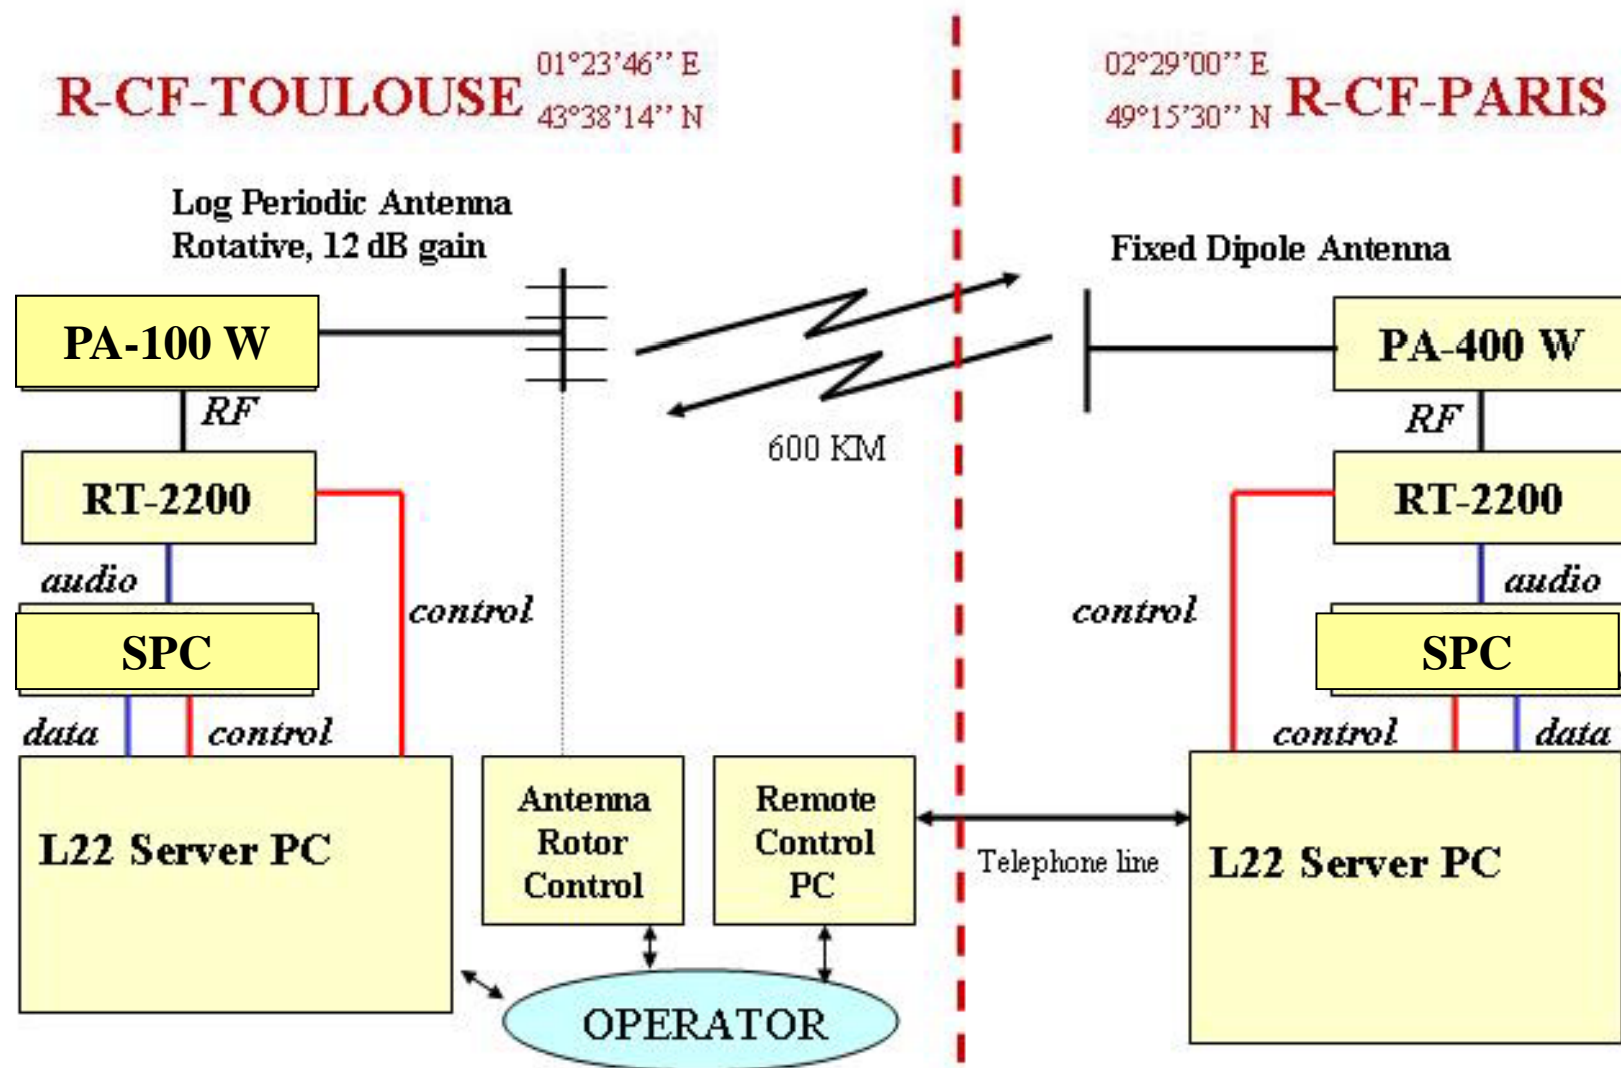 R-CF-TOULOUSE
01°23'46'' E
43°38'14'' N
02°29'00'' E
49°15'30'' N
R-CF-PARIS
Log Periodic Antenna
Rotative, 12 dB gain
Fixed Dipole Antenna
PA-100 W
PA-400 W
RF
RF
600 KM
RT-2200
RT-2200
audio
audio
control
control
SPC
SPC
data
control
control
data
L22 Server PC
Antenna
Rotor
Control
Remote
Control
PC
Telephone line
L22 Server PC
OPERATOR